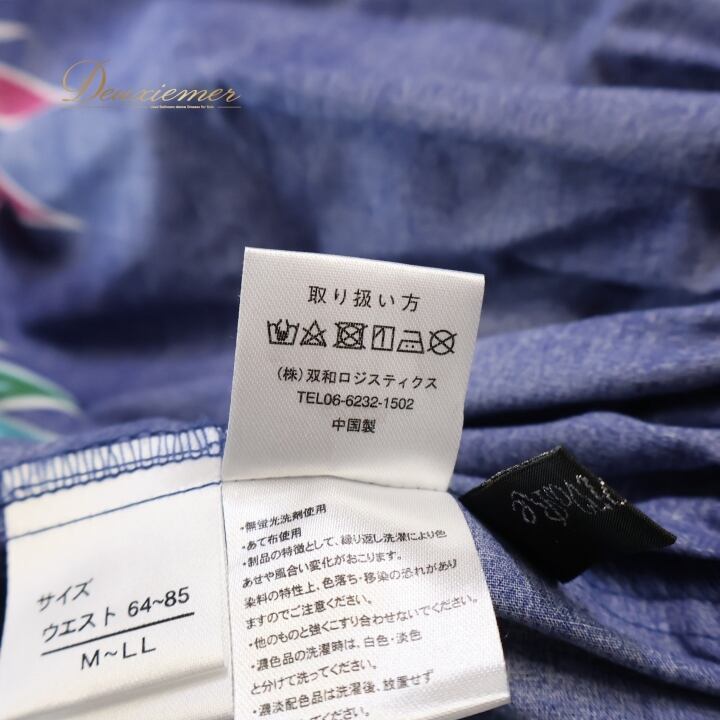 Deuxiemer
取り扱い方
(株)双和ロジスティクス
TEL06-6232-1502
中国製
・無蛍光洗剤使用
・あて布使用
・制品の特徴として、繰り返し洗濯により色
あせや風合い変化がおこります。
染料の特性上、色落ち・移染の恐れがあり
ますのでご注意ください。
・他のものと強くこすり合わせないでください。
・濃色品の洗濯時は、白色・淡色
と分けて洗ってください。
・濃淡配色品は洗濯後、放置せず
サイズ
ウエスト 64~85
M~LL